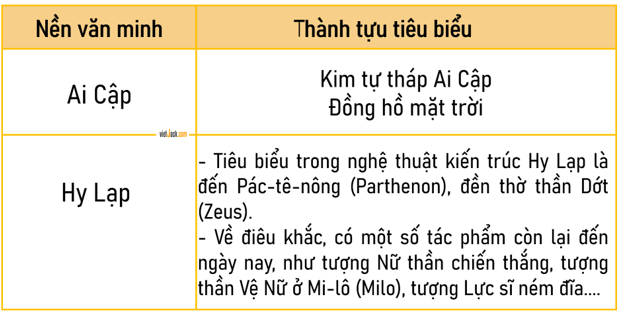 Nền văn minh
Thành tựu tiêu biểu
Ai Cập
Kim tự tháp Ai Cập
Đồng hồ mặt trời
vietJack.com
Hy Lạp
- Tiêu biểu trong nghệ thuật kiến trúc Hy Lạp là
đến Pác-tê-nông (Parthenon), đền thờ thần Dớt
(Zeus).
- Về điêu khắc, có một số tác phẩm còn lại đến
ngày nay, như tượng Nữ thần chiến thắng, tượng
thần Vệ Nữ ở Mi-lô (Milo), tượng Lực sĩ ném đĩa....